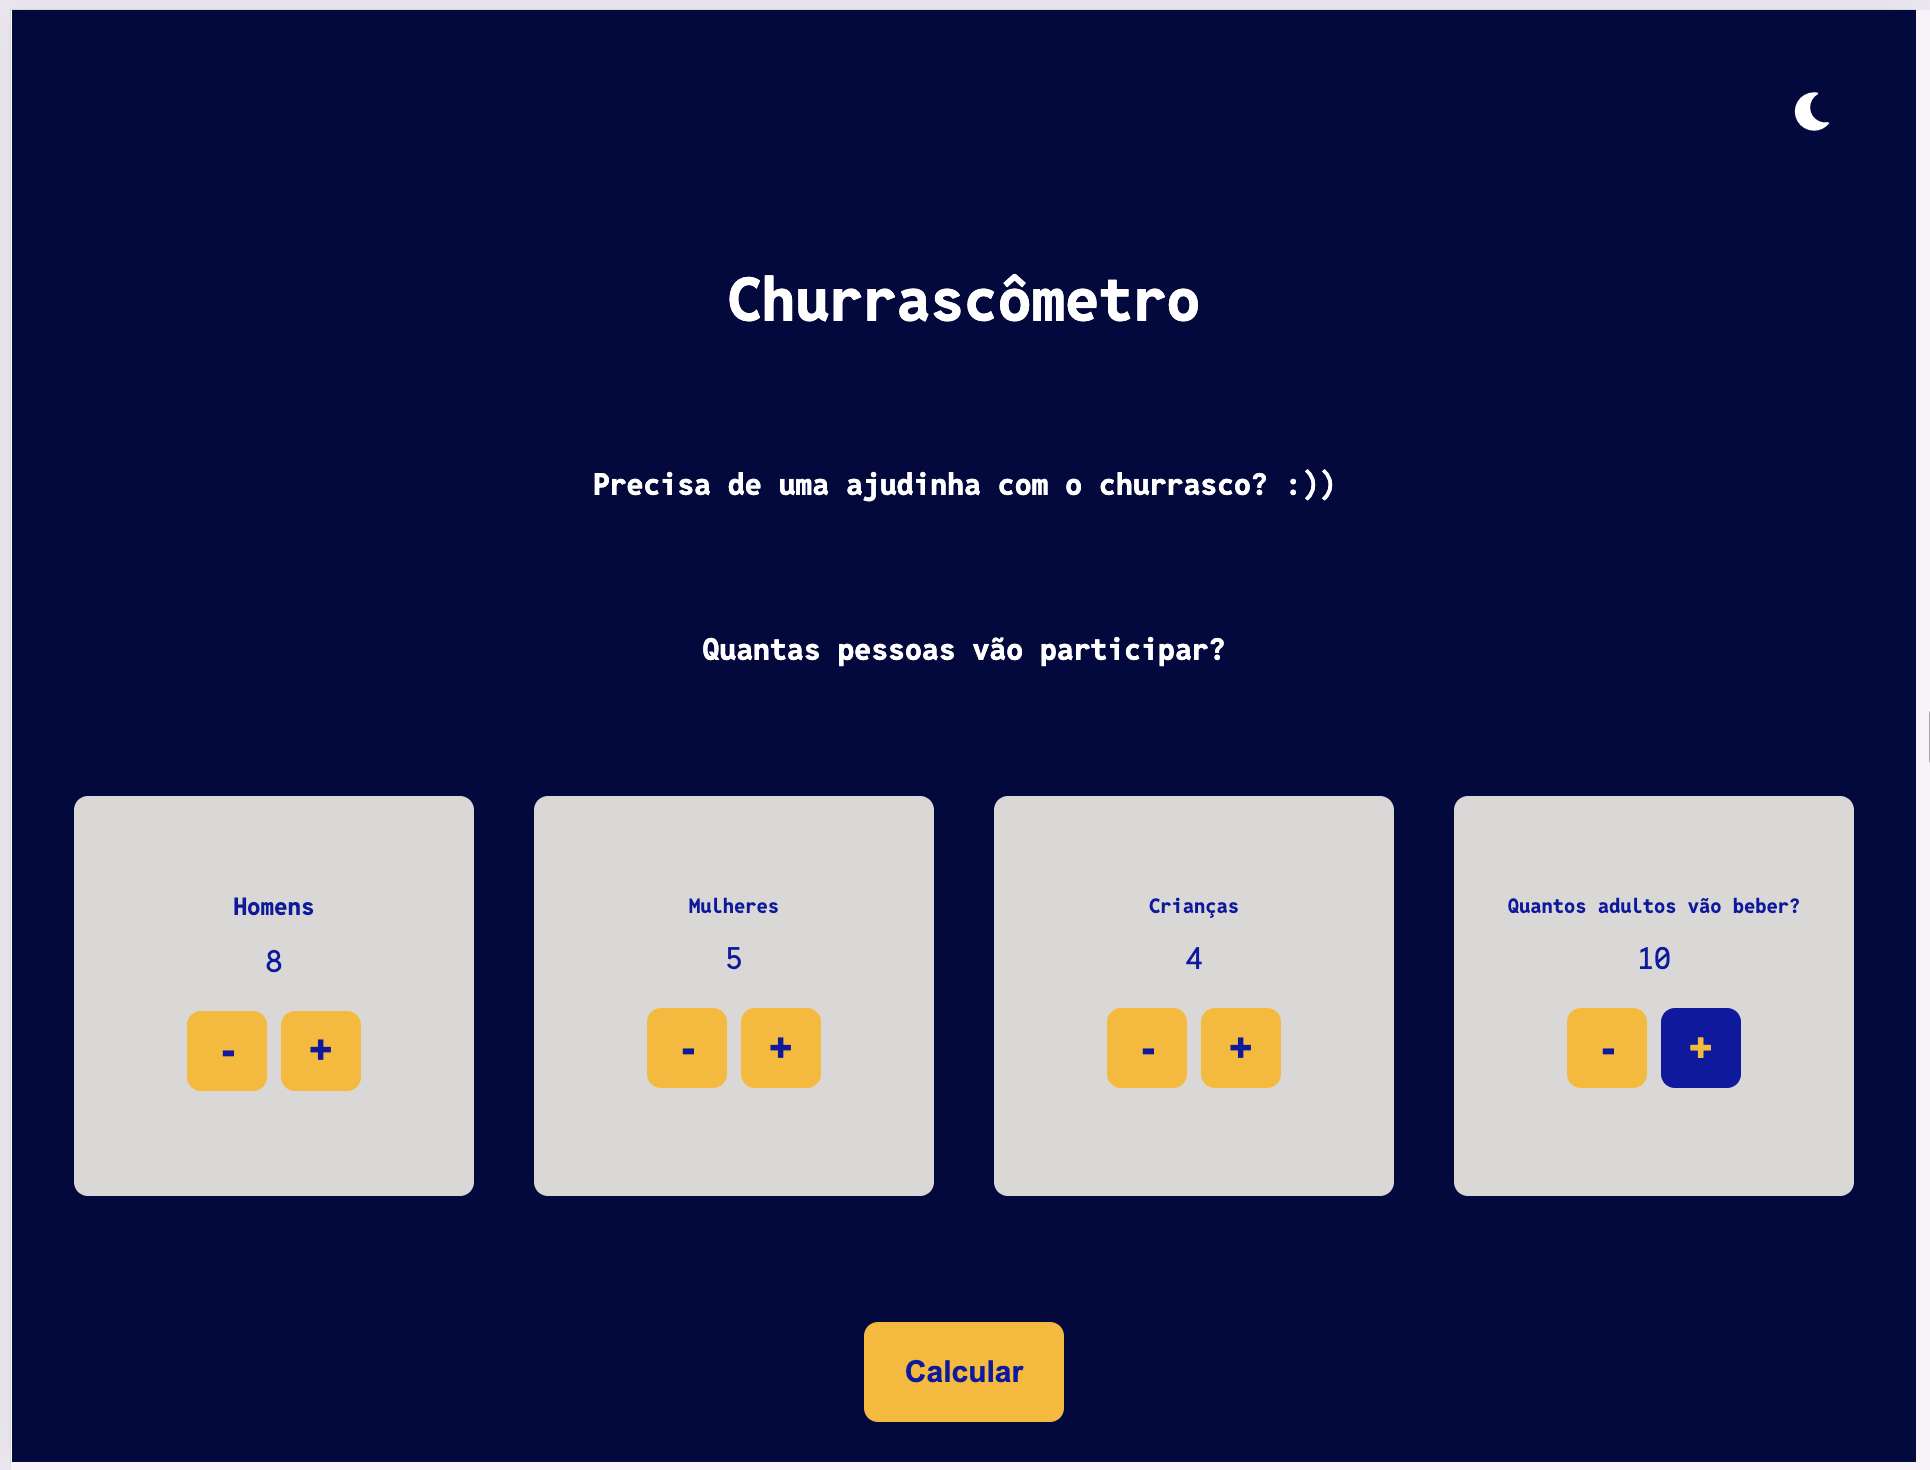 Churrascômetro
Precisa de uma ajudinha com o churrasco? :))
Quantas pessoas vão participar?
Homens
8
- +
Mulheres
5
- +
Crianças
4
- +
Quantos adultos vão beber?
10
- +
Calcular